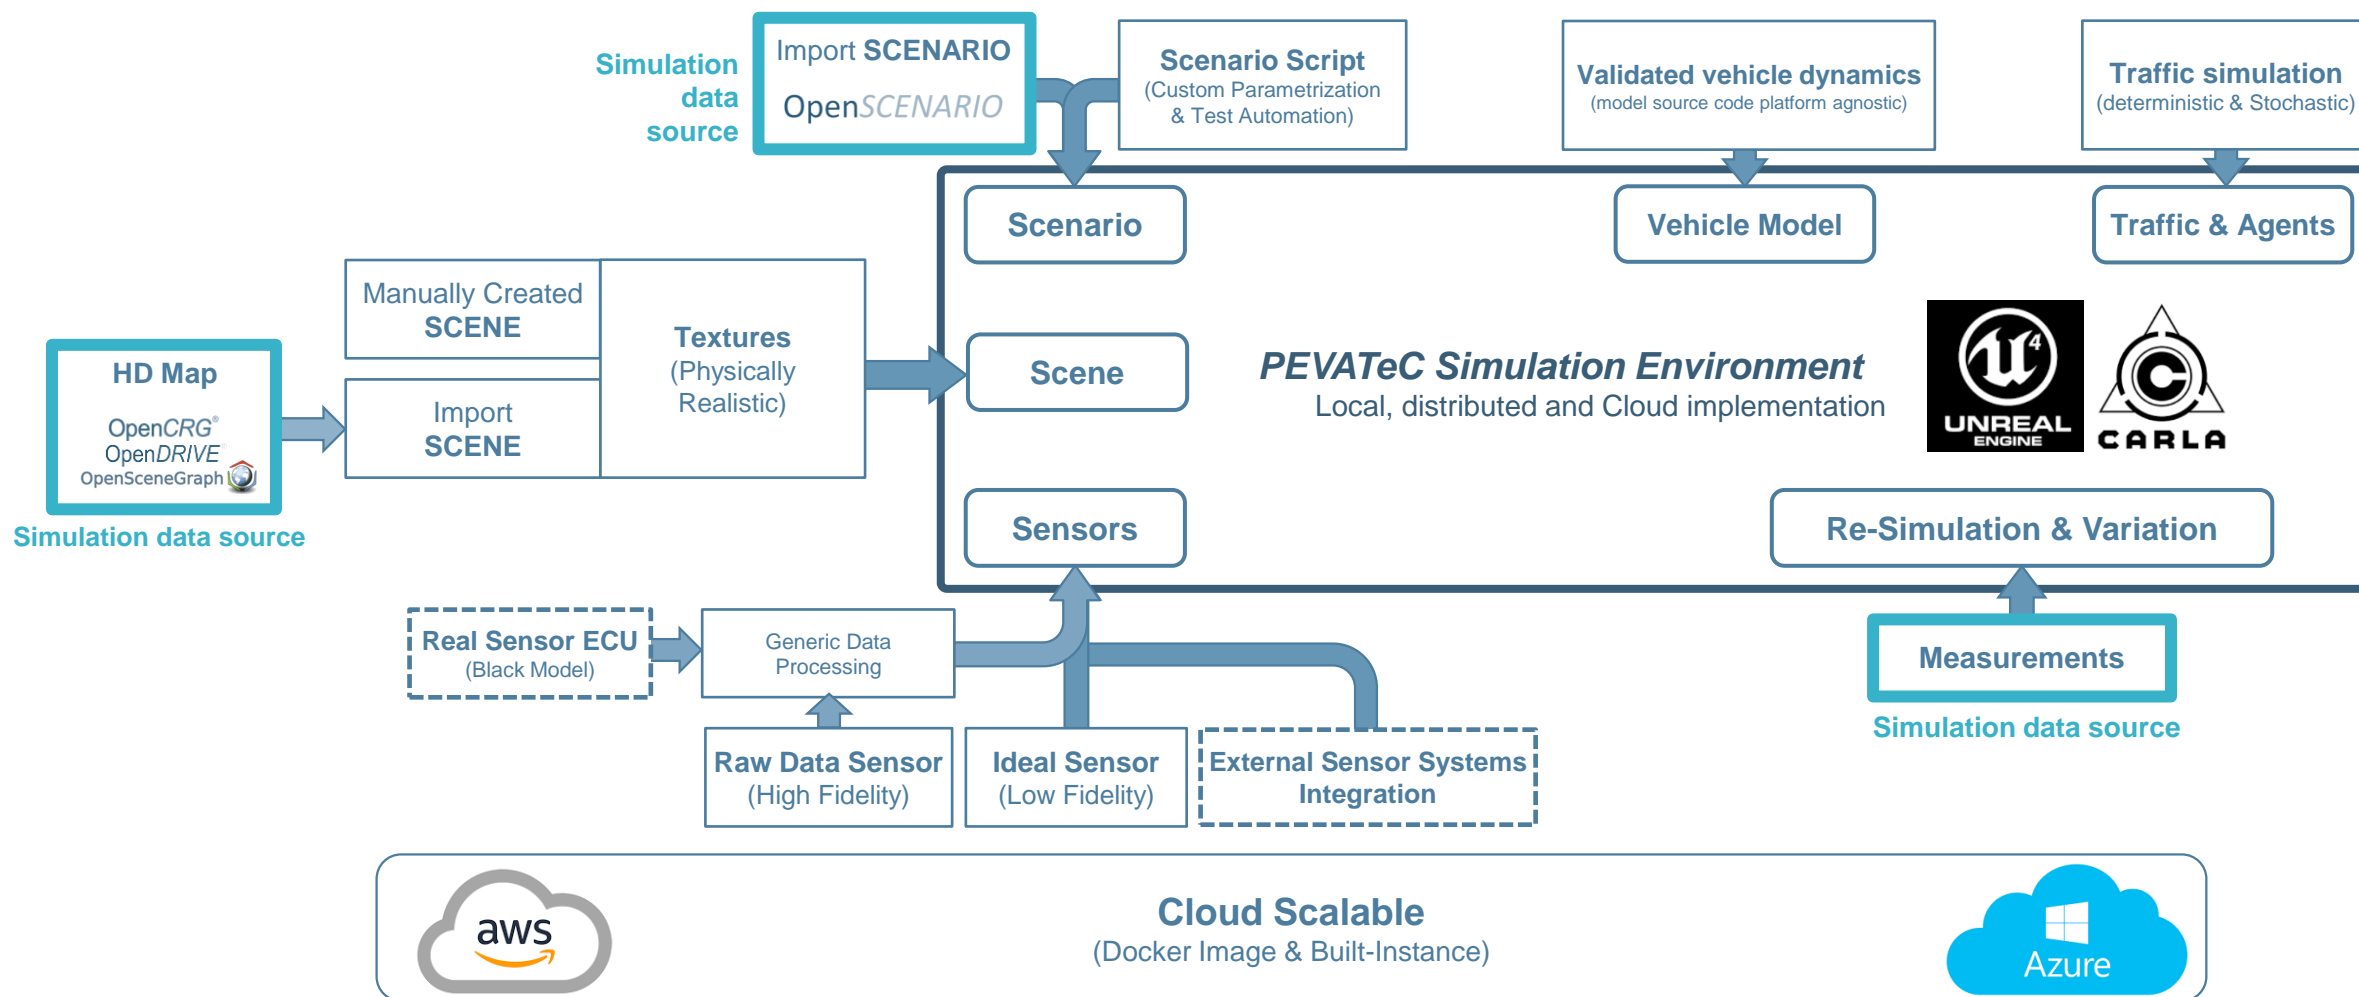 Simulation
data
source
Import SCENARIO
OpenSCENARIO
Scenario Script
(Custom Parametrization
& Test Automation)
Validated vehicle dynamics
(model source code platform agnostic)
Traffic simulation
(deterministic & Stochastic)
Scenario
Vehicle Model
Traffic & Agents
HD Map
OpenCRG®
OpenDRIVE
OpenSceneGraph
Simulation data source
Manually Created
SCENE
Import
SCENE
Textures
(Physically
Realistic)
Scene
PEVATeC Simulation Environment
Local, distributed and Cloud implementation
U4
UNREAL
ENGINE
C
CARLA
Sensors
Re-Simulation & Variation
Real Sensor ECU
(Black Model)
Generic Data
Processing
Measurements
Simulation data source
Raw Data Sensor
(High Fidelity)
Ideal Sensor
(Low Fidelity)
External Sensor Systems
Integration
aws
Cloud Scalable
(Docker Image & Built-Instance)
Azure